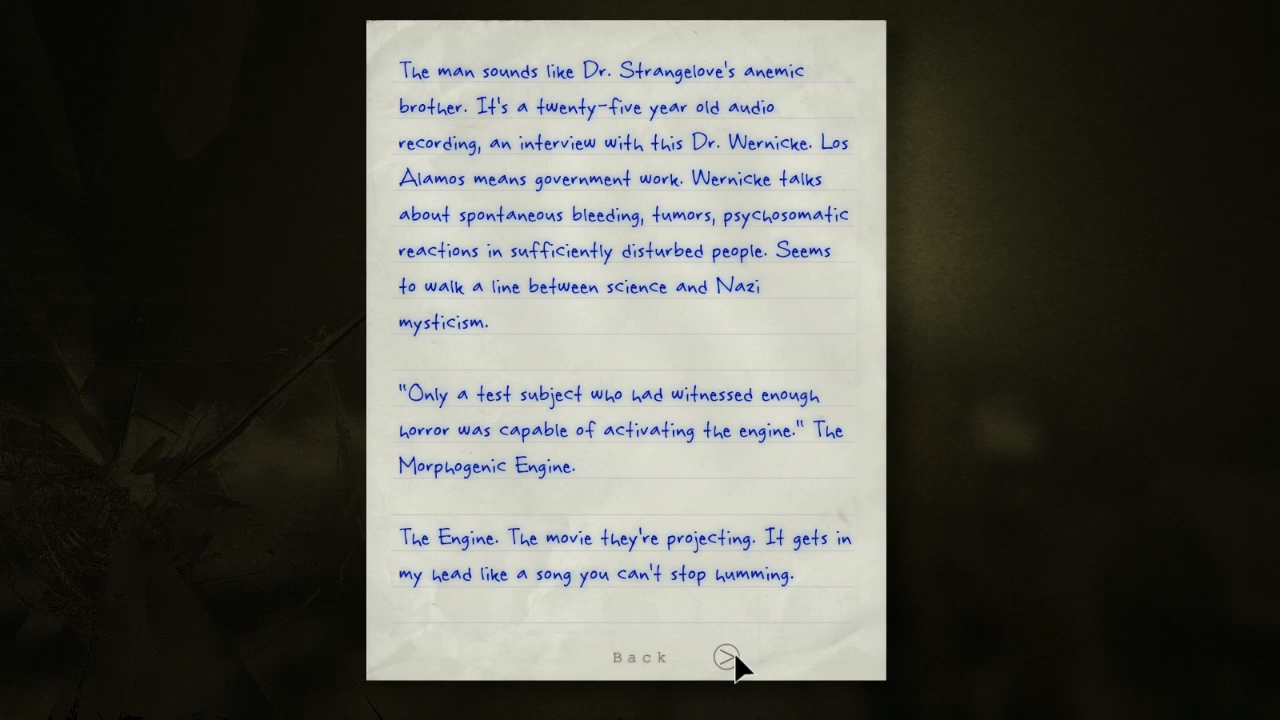 The man sounds like Dr. Strangelove's anemic
brother. It's a twenty-five year old audio
recording, an interview with this Dr. Wernicke. Los
Alamos means government work. Wernicke talks
about spontaneous bleeding, tumors, psychosomatic
reactions in sufficiently disturbed people. Seems
to walk a line between science and Nazi
mysticism.
"Only a test subject who had witnessed enough
horror was capable of activating the engine." The
Morphogenic Engine.
The Engine. The movie they're projecting. It gets in
my head like a song you can't stop humming.
Back >